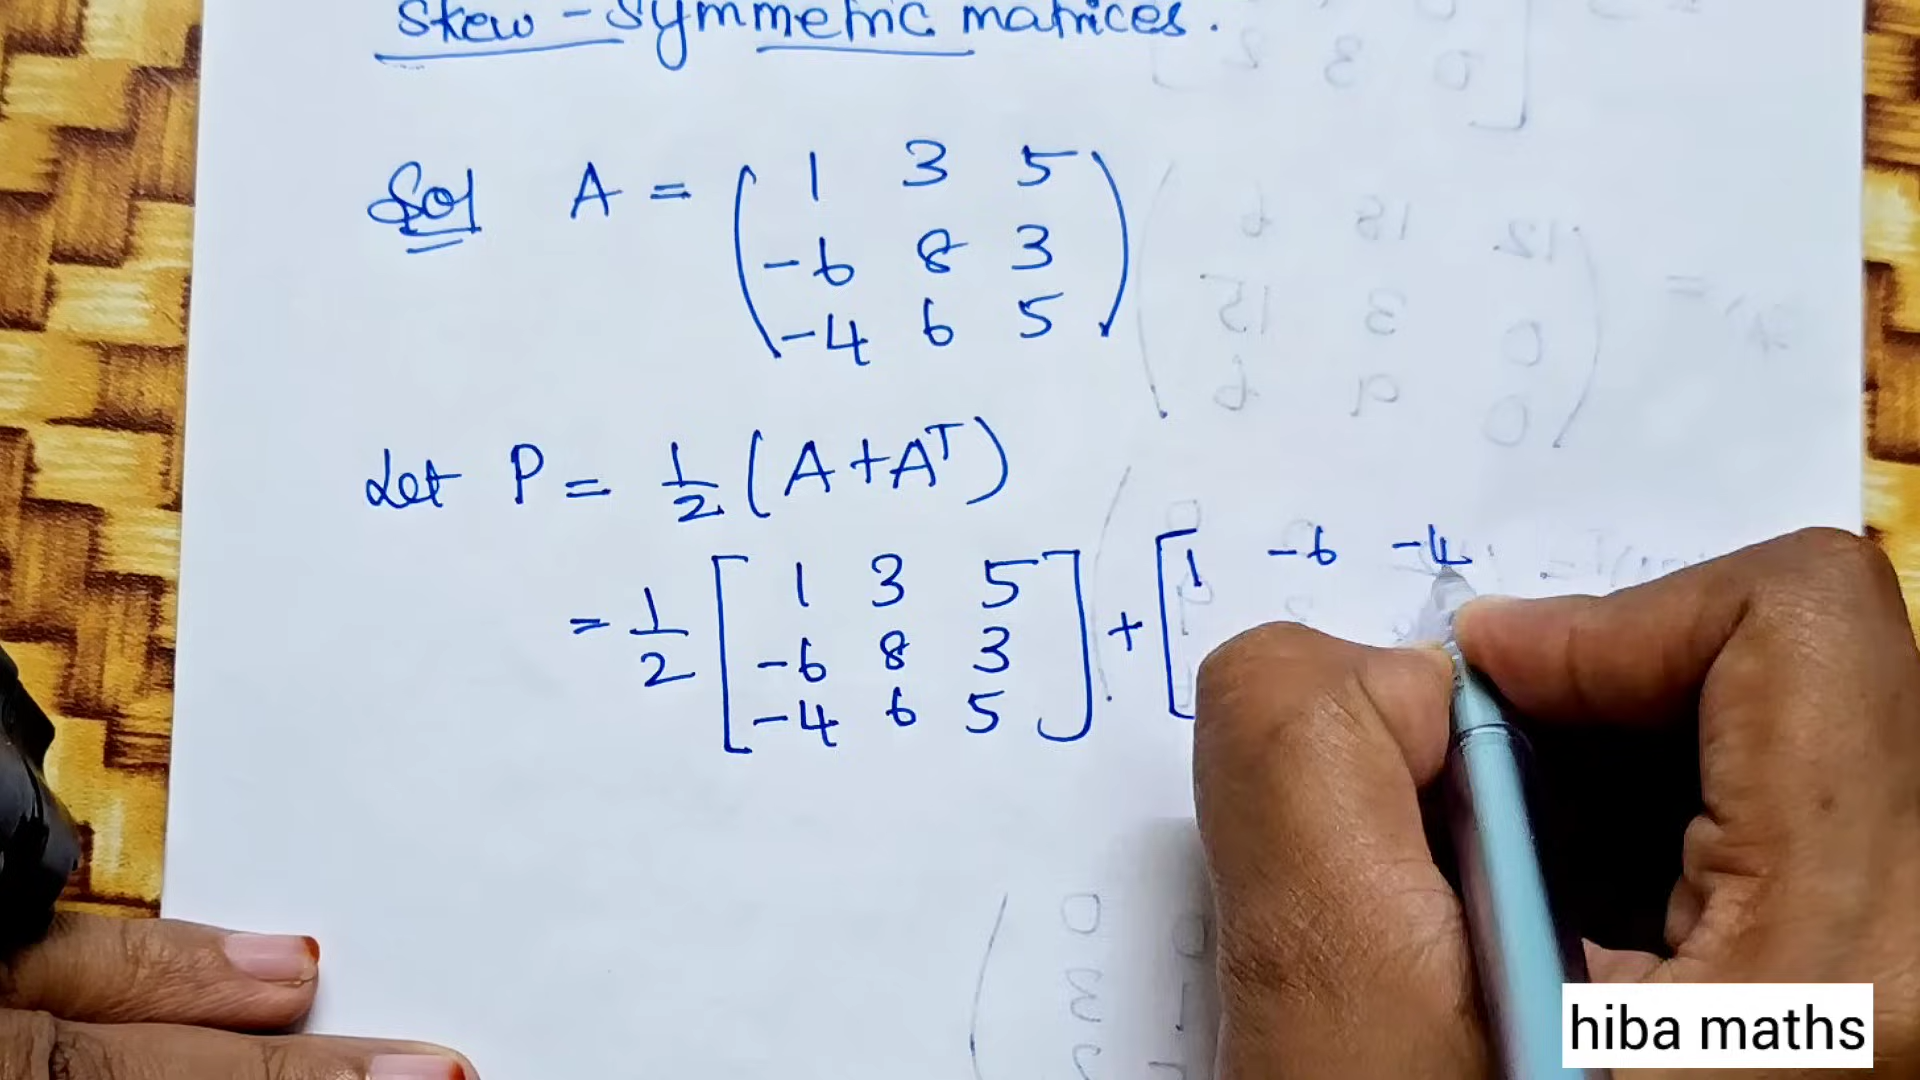 Skew - Symmetric matrices.
Sol A = ( 1 3 5
-6 8 3
-4 6 5 )
Let P = 1/2 (A + A^T)
= 1/2 [ 1 3 5
-6 8 3
-4 6 5 ] + [ 1 -6 -4
hiba maths